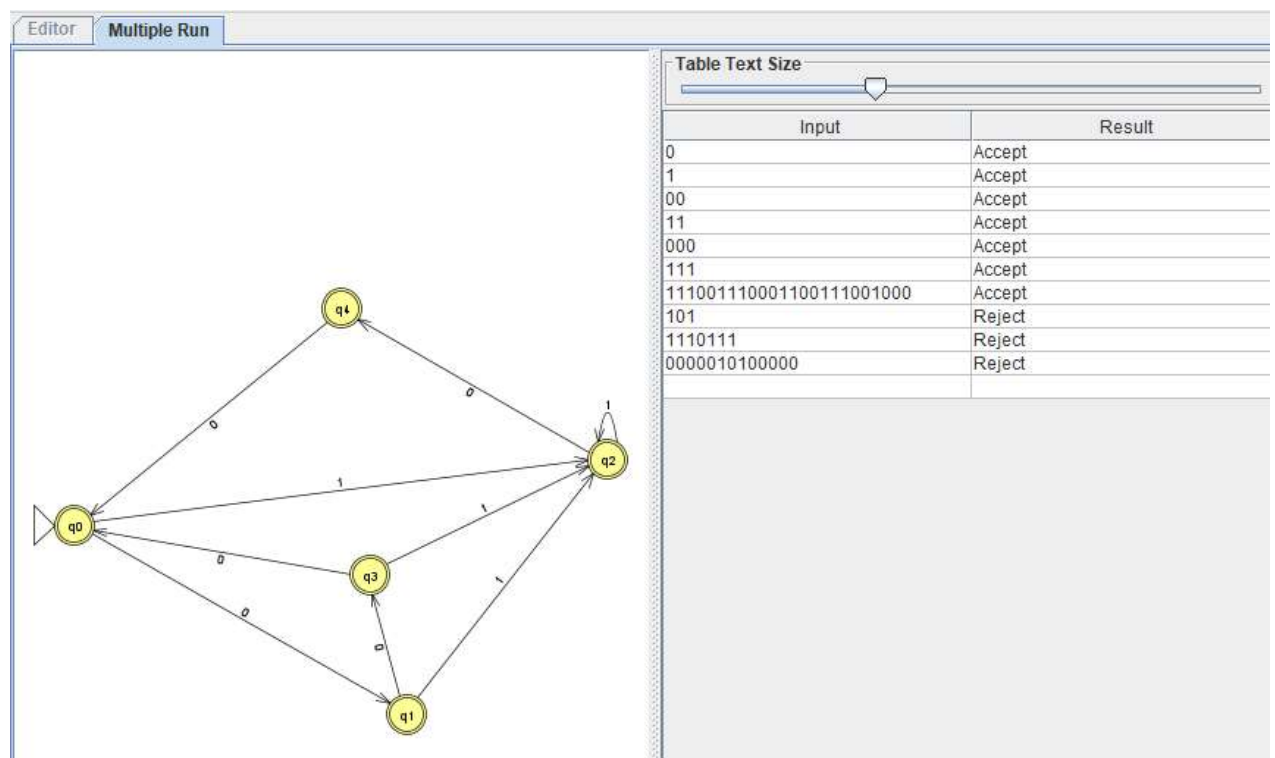 Editor Multiple Run
Table Text Size
Input Result
0 Accept
1 Accept
00 Accept
11 Accept
000 Accept
111 Accept
111001110001100111001000 Accept
101 Reject
1110111 Reject
0000010100000 Reject
q4
0
0
1
q2
1
q0
1
0
q3
0
1
0
q1